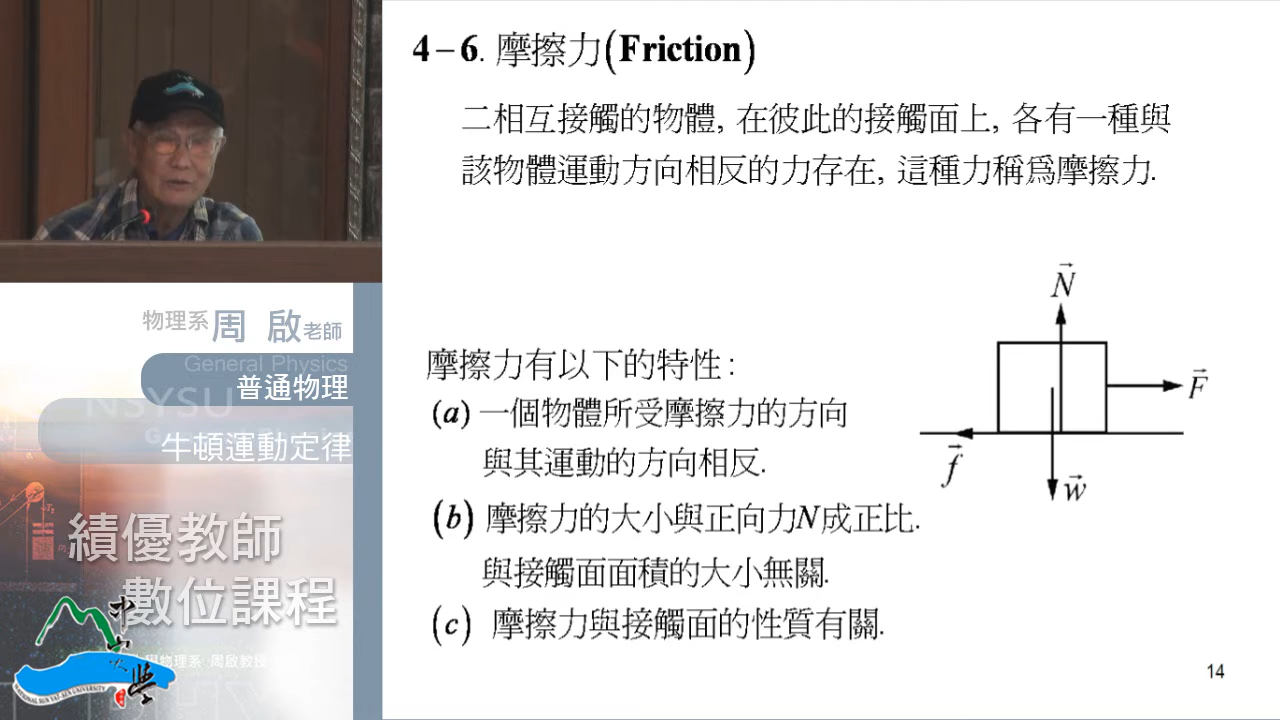 4–6. 摩擦力(Friction)
二相互接觸的物體, 在彼此的接觸面上, 各有一種與
該物體運動方向相反的力存在, 這種力稱爲摩擦力.
摩擦力有以下的特性:
(a) 一個物體所受摩擦力的方向
與其運動的方向相反.
(b) 摩擦力的大小與正向力N成正比.
與接觸面面積的大小無關.
(c) 摩擦力與接觸面的性質有關.
N
F
f
w
14
物理系 周 啟 老師
General Physics
普通物理
NSYSU
牛頓運動定律
績優教師
數位課程
物理系 周啟教授
NATIONAL SUN YAT-SEN UNIVERSITY